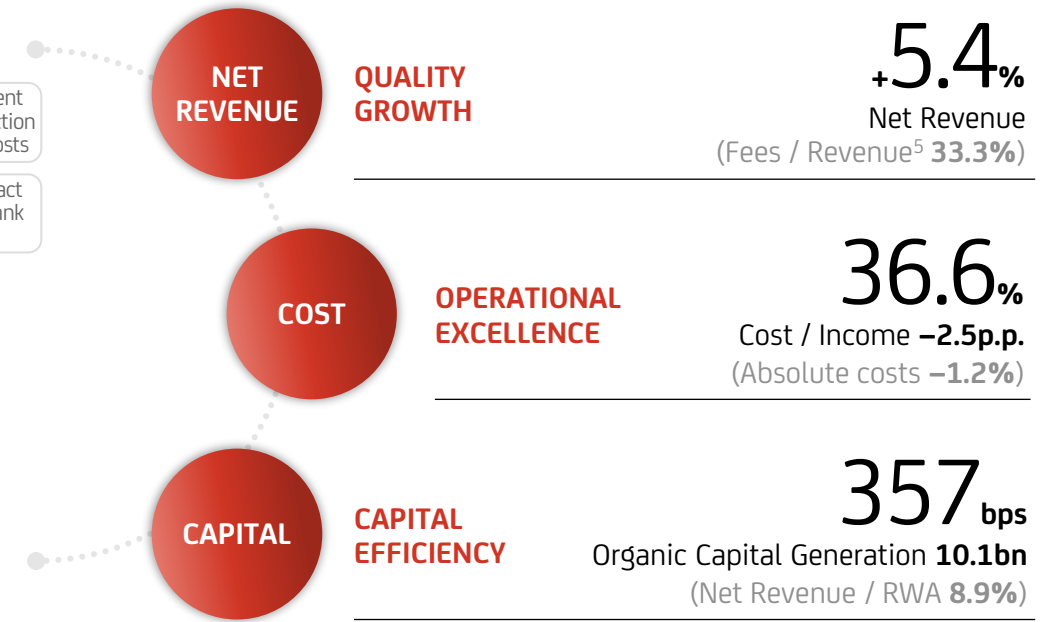 NET
REVENUE
QUALITY
GROWTH
+5.4%
Net Revenue
(Fees / Revenue5 33.3%)
COST
OPERATIONAL
EXCELLENCE
36.6%
Cost / Income –2.5p.p.
(Absolute costs –1.2%)
CAPITAL
CAPITAL
EFFICIENCY
357 bps
Organic Capital Generation 10.1bn
(Net Revenue / RWA 8.9%)